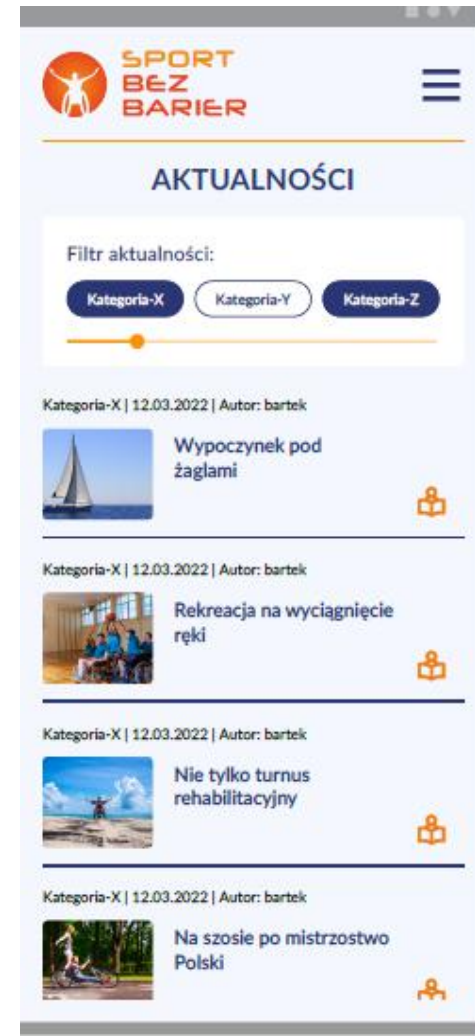 SPORT
BEZ
BARIER
AKTUALNOŚCI
Filtr aktualności:
Kategoria-X
Kategoria-Y
Kategoria-Z
Kategoria-X | 12.03.2022 | Autor: bartek
Wypoczynek pod
żaglami
Kategoria-X | 12.03.2022 | Autor: bartek
Rekreacja na wyciągnięcie
ręki
Kategoria-X | 12.03.2022 | Autor: bartek
Nie tylko turnus
rehabilitacyjny
Kategoria-X | 12.03.2022 | Autor: bartek
Na szosie po mistrzostwo
Polski